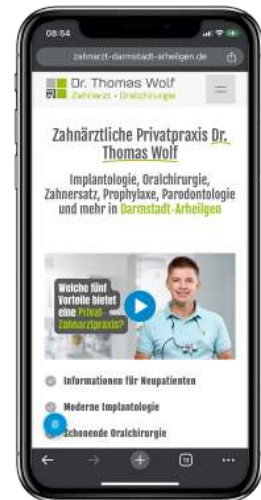 08:54
zahnarzt-darmstadt-arheilgen.de
Dr. Thomas Wolf
Zahnarzt - Oralchirurgie
Zahnärztliche Privatpraxis Dr.
Thomas Wolf
Implantologie, Oralchirurgie,
Zahnersatz, Prophylaxe, Parodontologie
und mehr in Darmstadt-Arheilgen
Welche fünf
Vorteile bietet
eine Privat-
Zahnarztpraxis?
Informationen für Neupatienten
Moderne Implantologie
Schonende Oralchirurgie